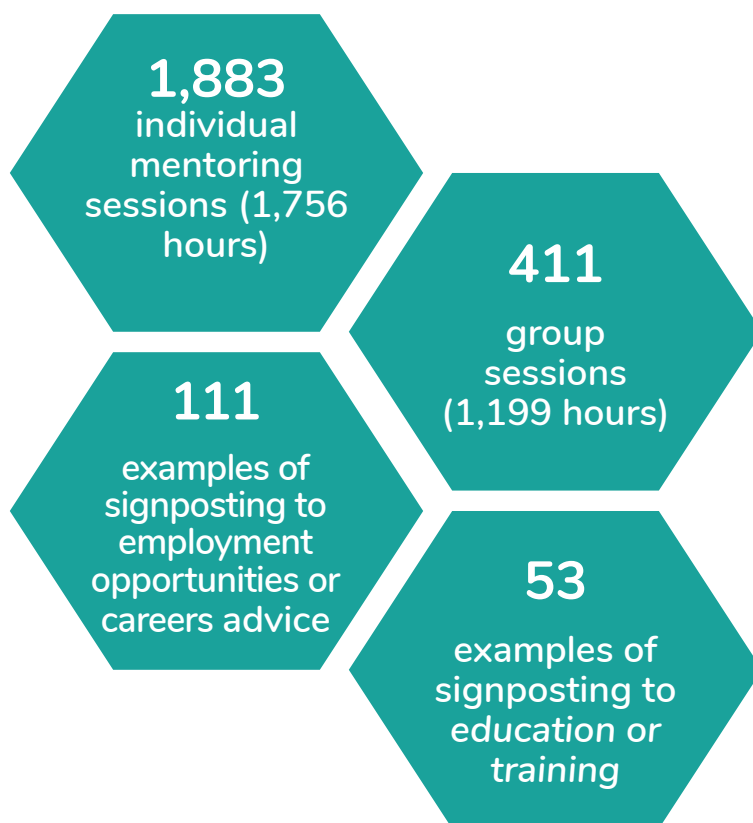 1,883
individual
mentoring
sessions (1,756
hours)
411
group
sessions
(1,199 hours)
111
examples of
signposting to
employment
opportunities or
careers advice
53
examples of
signposting to
education or
training